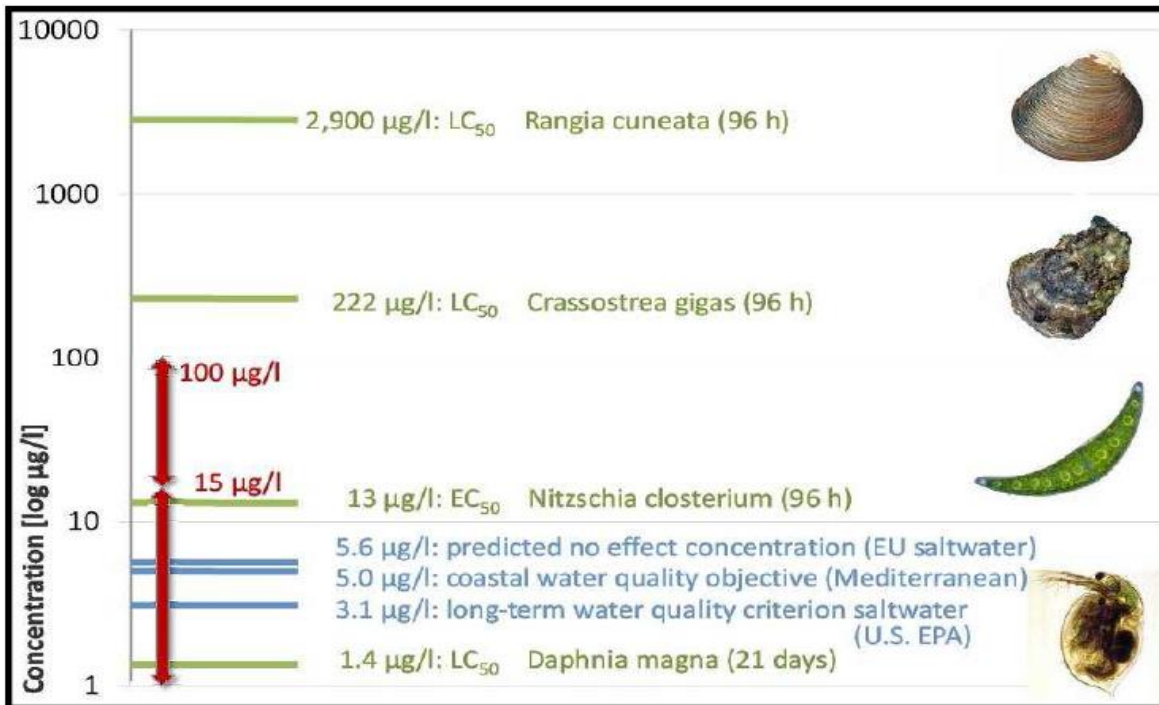 10000
2,900 µg/l: LC50 Rangia cuneata (96 h)
1000
222 µg/l: LC50 Crassostrea gigas (96 h)
100
100 µg/l
15 µg/l
13 µg/l: EC50 Nitzschia closterium (96 h)
10
5.6 µg/l: predicted no effect concentration (EU saltwater)
5.0 µg/l: coastal water quality objective (Mediterranean)
3.1 µg/l: long-term water quality criterion saltwater
(U.S. EPA)
1.4 µg/l: LC50 Daphnia magna (21 days)
1
Concentration [log µg/l]